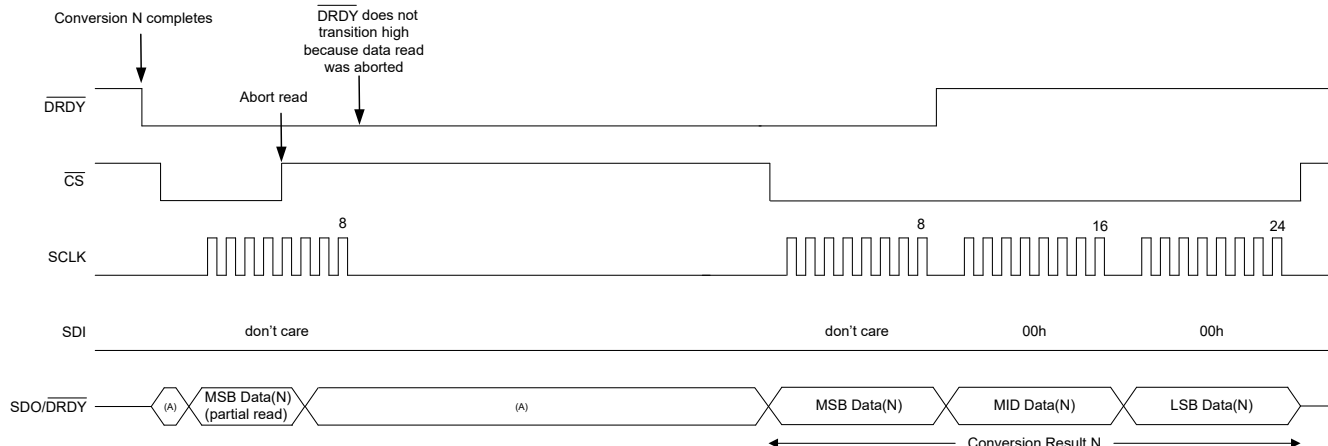 Conversion N completes
DRDY does not
transition high
because data read
was aborted
Abort read
DRDY
CS
8
8
16
24
SCLK
SDI
don't care
don't care
00h
00h
SDO/DRDY
(A)
MSB Data(N)
(partial read)
(A)
MSB Data(N)
MID Data(N)
LSB Data(N)
Conversion Result N